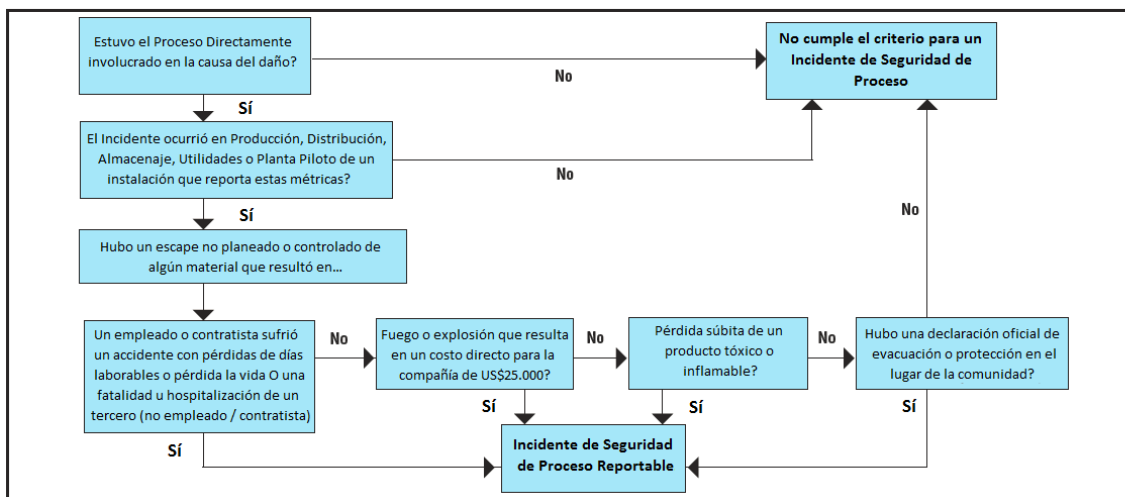 Estuvo el Proceso Directamente
involucrado en la causa del daño?
No cumple el criterio para un
Incidente de Seguridad de
Proceso
No
Sí
El Incidente ocurrió en Producción, Distribución,
Almacenaje, Utilidades o Planta Piloto de un
instalación que reporta estas métricas?
No
Sí
No
Hubo un escape no planeado o controlado de
algún material que resultó en...
Un empleado o contratista sufrió
un accidente con pérdidas de días
laborables o pérdida la vida O una
fatalidad u hospitalización de un
tercero (no empleado / contratista)
No
Fuego o explosión que resulta
en un costo directo para la
compañía de US$25.000?
No
Pérdida súbita de un
producto tóxico o
inflamable?
No
Hubo una declaración oficial de
evacuación o protección en el
lugar de la comunidad?
Sí
Sí
Sí
Sí
Incidente de Seguridad
de Proceso Reportable